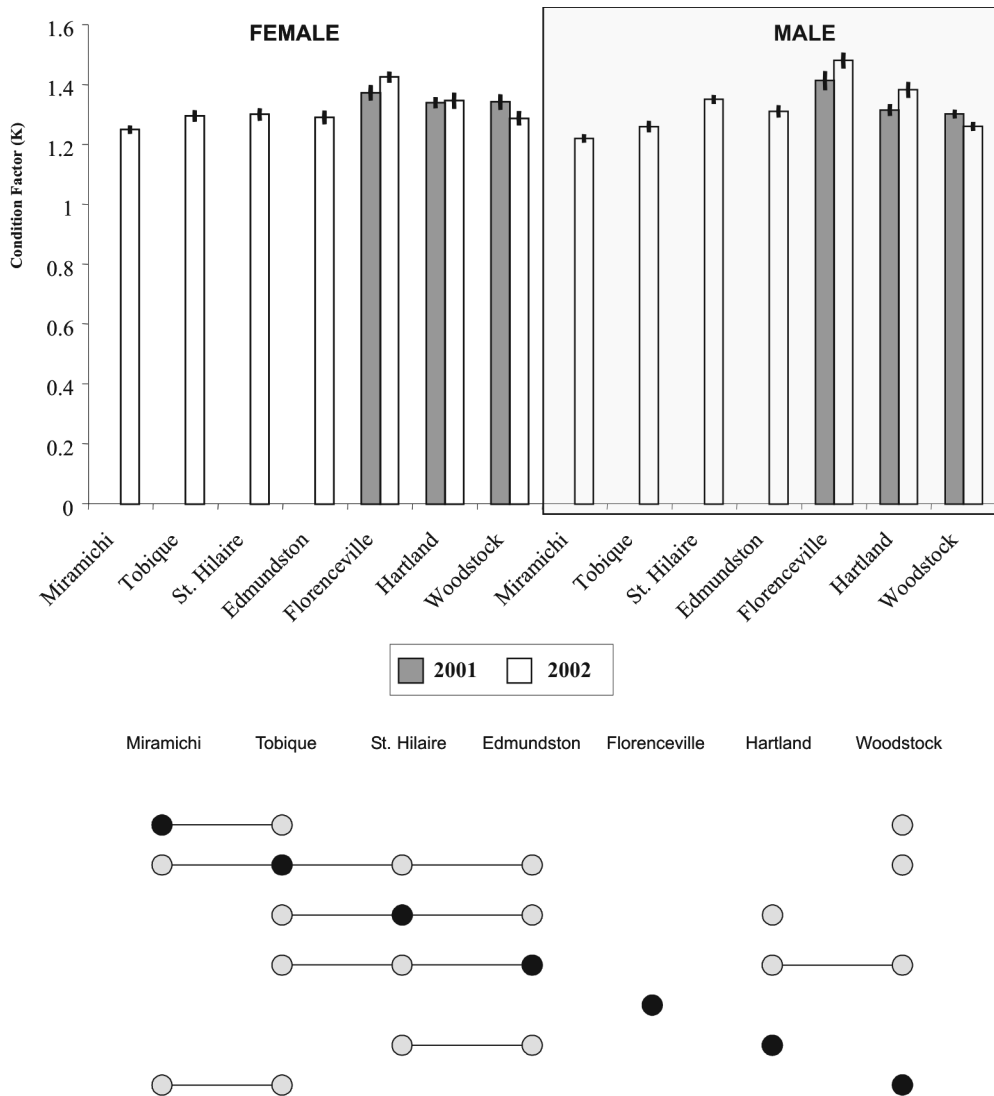 FEMALE MALE
Condition Factor (K)
1.6
1.4
1.2
1
0.8
0.6
0.4
0.2
0
Miramichi Tobique St. Hilaire Edmundston Florenceville Hartland Woodstock Miramichi Tobique St. Hilaire Edmundston Florenceville Hartland Woodstock
2001 2002
Miramichi Tobique St. Hilaire Edmundston Florenceville Hartland Woodstock